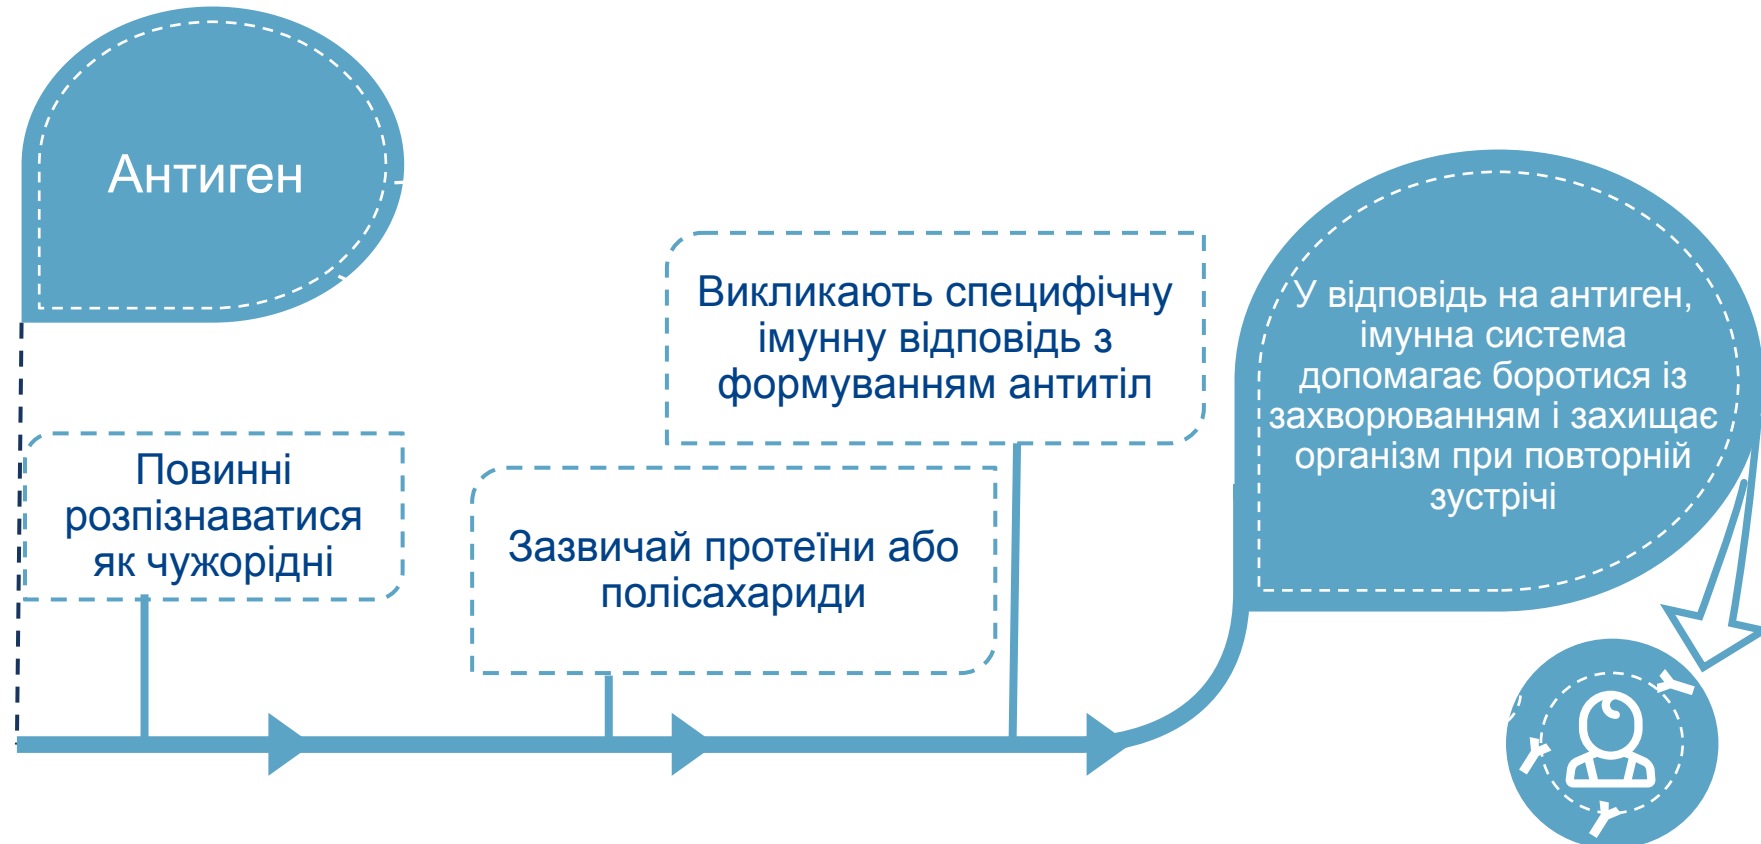 Антиген
Повинні
розпізнаватися
як чужорідні
Зазвичай протеїни або
полісахариди
Викликають специфічну
імунну відповідь з
формуванням антитіл
У відповідь на антиген,
імунна система
допомагає боротися із
захворюванням і захищає
організм при повторній
зустрічі